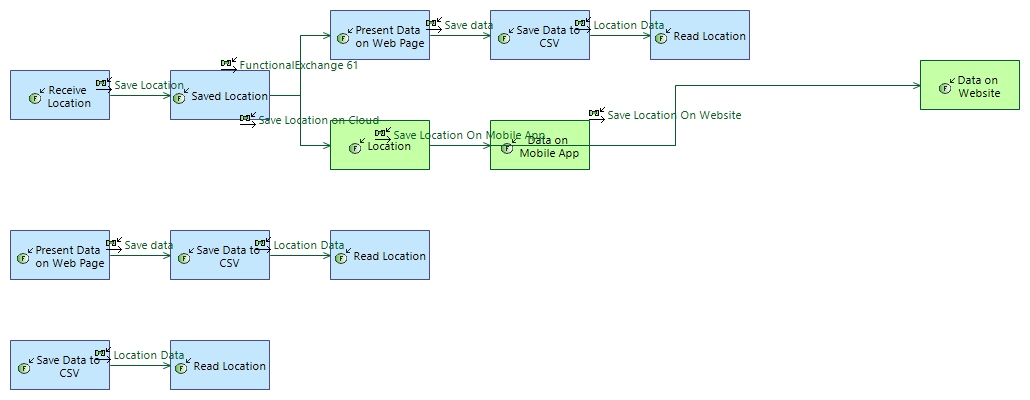 Present Data
on Web Page
Save data
Save Data to
CSV
Location Data
Read Location
FunctionalExchange 61
Receive
Location
Save Location
Saved Location
Data on
Website
Save Location on Cloud
Location
Save Location On Mobile App
Data on
Mobile App
Save Location On Website
Present Data
on Web Page
Save data
Save Data to
CSV
Location Data
Read Location
Save Data to
CSV
Location Data
Read Location